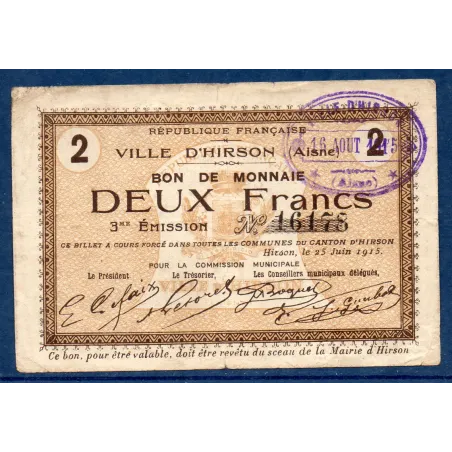 RÉPUBLIQUE FRANÇAISE
2 VILLE D'HIRSON (Aisne) 2
BON DE MONNAIE
DEUX Francs
3ME ÉMISSION No 16178
CE BILLET A COURS FORCÉ DANS TOUTES LES COMMUNES DU CANTON D'HIRSON
Hirson, le 25 Juin 1915.
POUR LA COMMISSION MUNICIPALE
Le Président Le Trésorier, Les Conseillers municipaux délégués,
Ce bon, pour être valable, doit être revêtu du sceau de la Mairie d'Hirson
D'HIRSON
16 AOUT 1915
(Aisne)